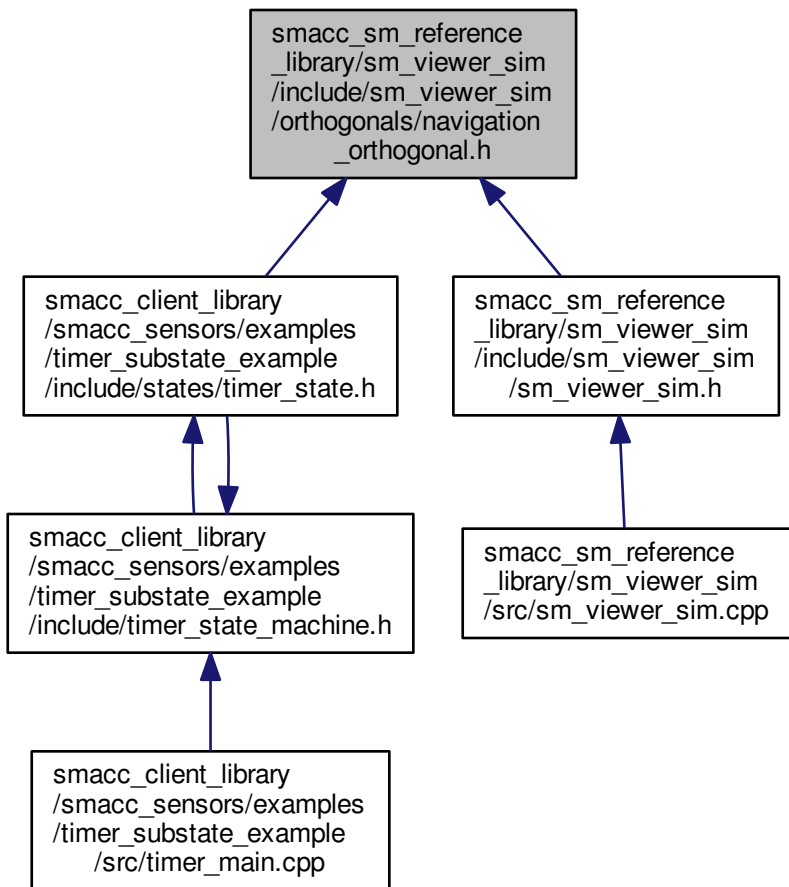 smacc_sm_reference
_library/sm_viewer_sim
/include/sm_viewer_sim
/orthogonals/navigation
_orthogonal.h
smacc_client_library
/smacc_sensors/examples
/timer_substate_example
/include/states/timer_state.h
smacc_sm_reference
_library/sm_viewer_sim
/include/sm_viewer_sim
/sm_viewer_sim.h
smacc_client_library
/smacc_sensors/examples
/timer_substate_example
/include/timer_state_machine.h
smacc_sm_reference
_library/sm_viewer_sim
/src/sm_viewer_sim.cpp
smacc_client_library
/smacc_sensors/examples
/timer_substate_example
/src/timer_main.cpp